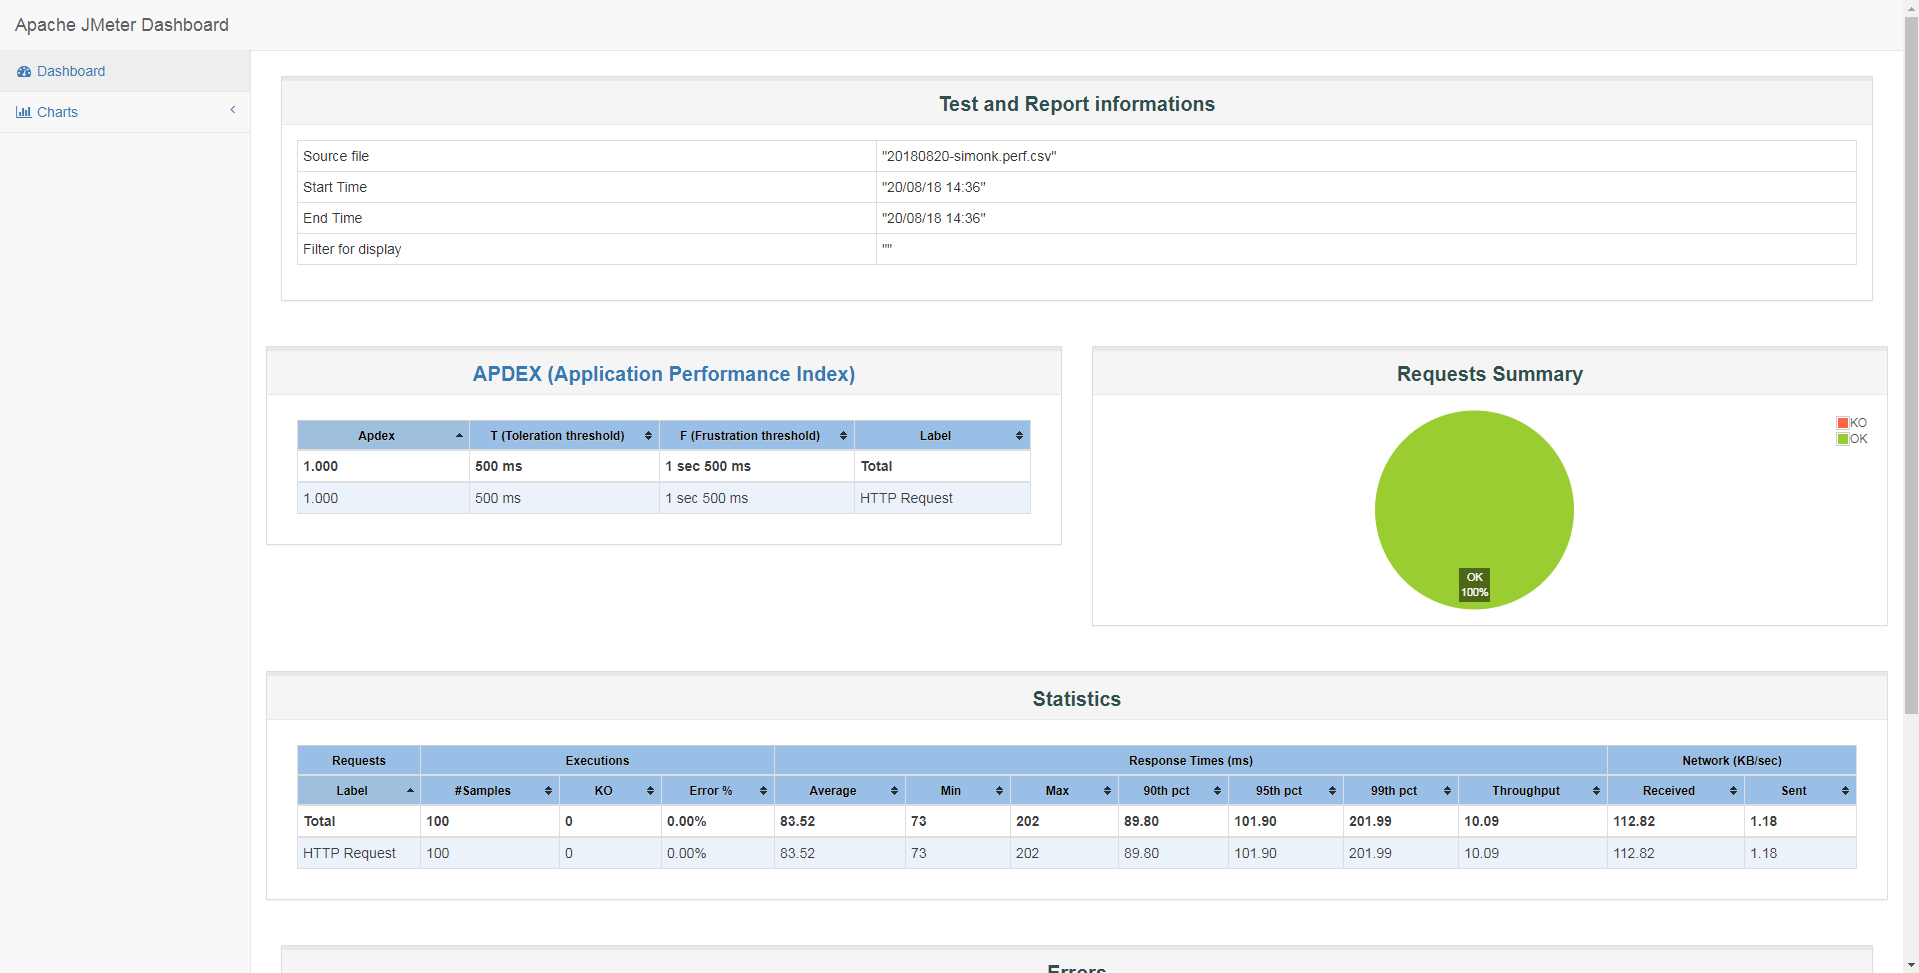 Apache JMeter Dashboard
Dashboard
Charts
Test and Report informations
Source file "20180820-simonk.perf.csv"
Start Time "20/08/18 14:36"
End Time "20/08/18 14:36"
Filter for display ""
APDEX (Application Performance Index)
Apdex T (Toleration threshold) F (Frustration threshold) Label
1.000 500 ms 1 sec 500 ms Total
1.000 500 ms 1 sec 500 ms HTTP Request
Requests Summary
KO
OK
OK
100%
Statistics
Requests Executions Response Times (ms) Network (KB/sec)
Label #Samples KO Error % Average Min Max 90th pct 95th pct 99th pct Throughput Received Sent
Total 100 0 0.00% 83.52 73 202 89.80 101.90 201.99 10.09 112.82 1.18
HTTP Request 100 0 0.00% 83.52 73 202 89.80 101.90 201.99 10.09 112.82 1.18
Errors